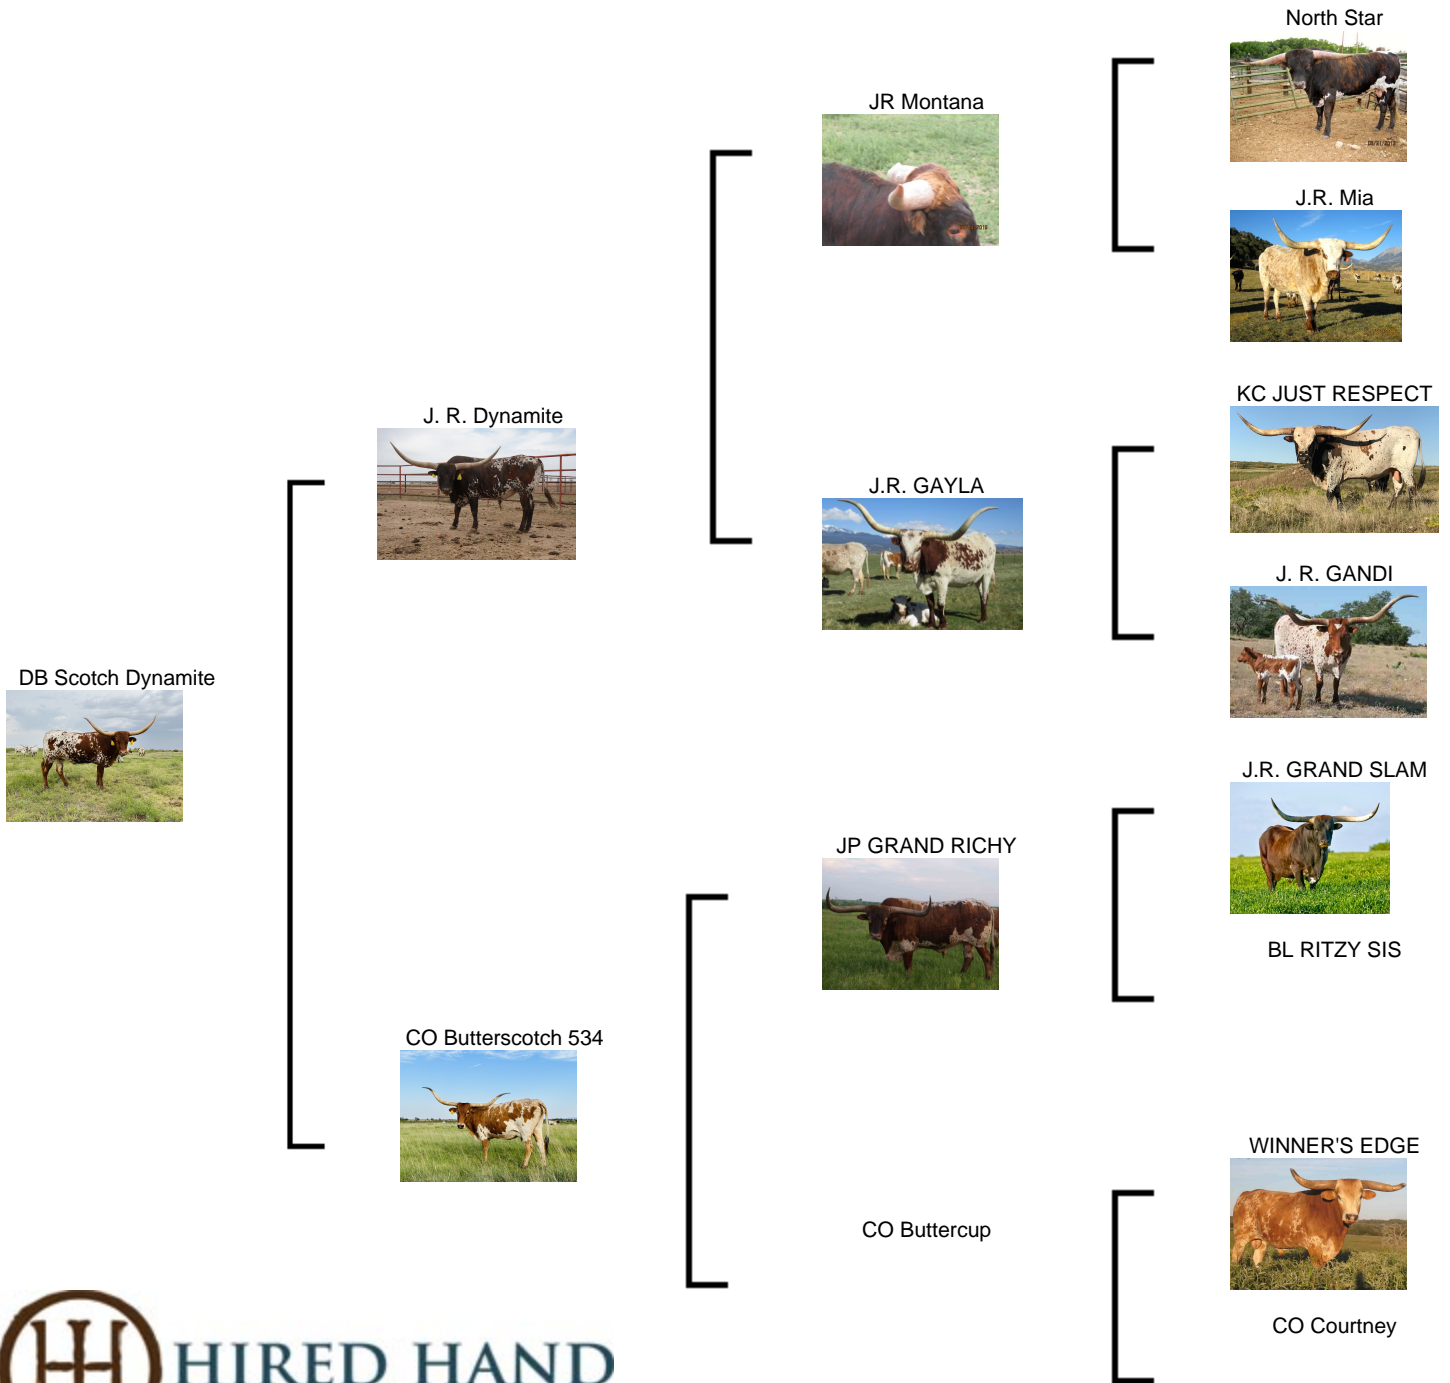 North Star
JR Montana
J.R. Mia
KC JUST RESPECT
J. R. Dynamite
J.R. GAYLA
J. R. GANDI
DB Scotch Dynamite
J.R. GRAND SLAM
JP GRAND RICHY
BL RITZY SIS
CO Butterscotch 534
WINNER'S EDGE
CO Buttercup
CO Courtney
HIRED HAND